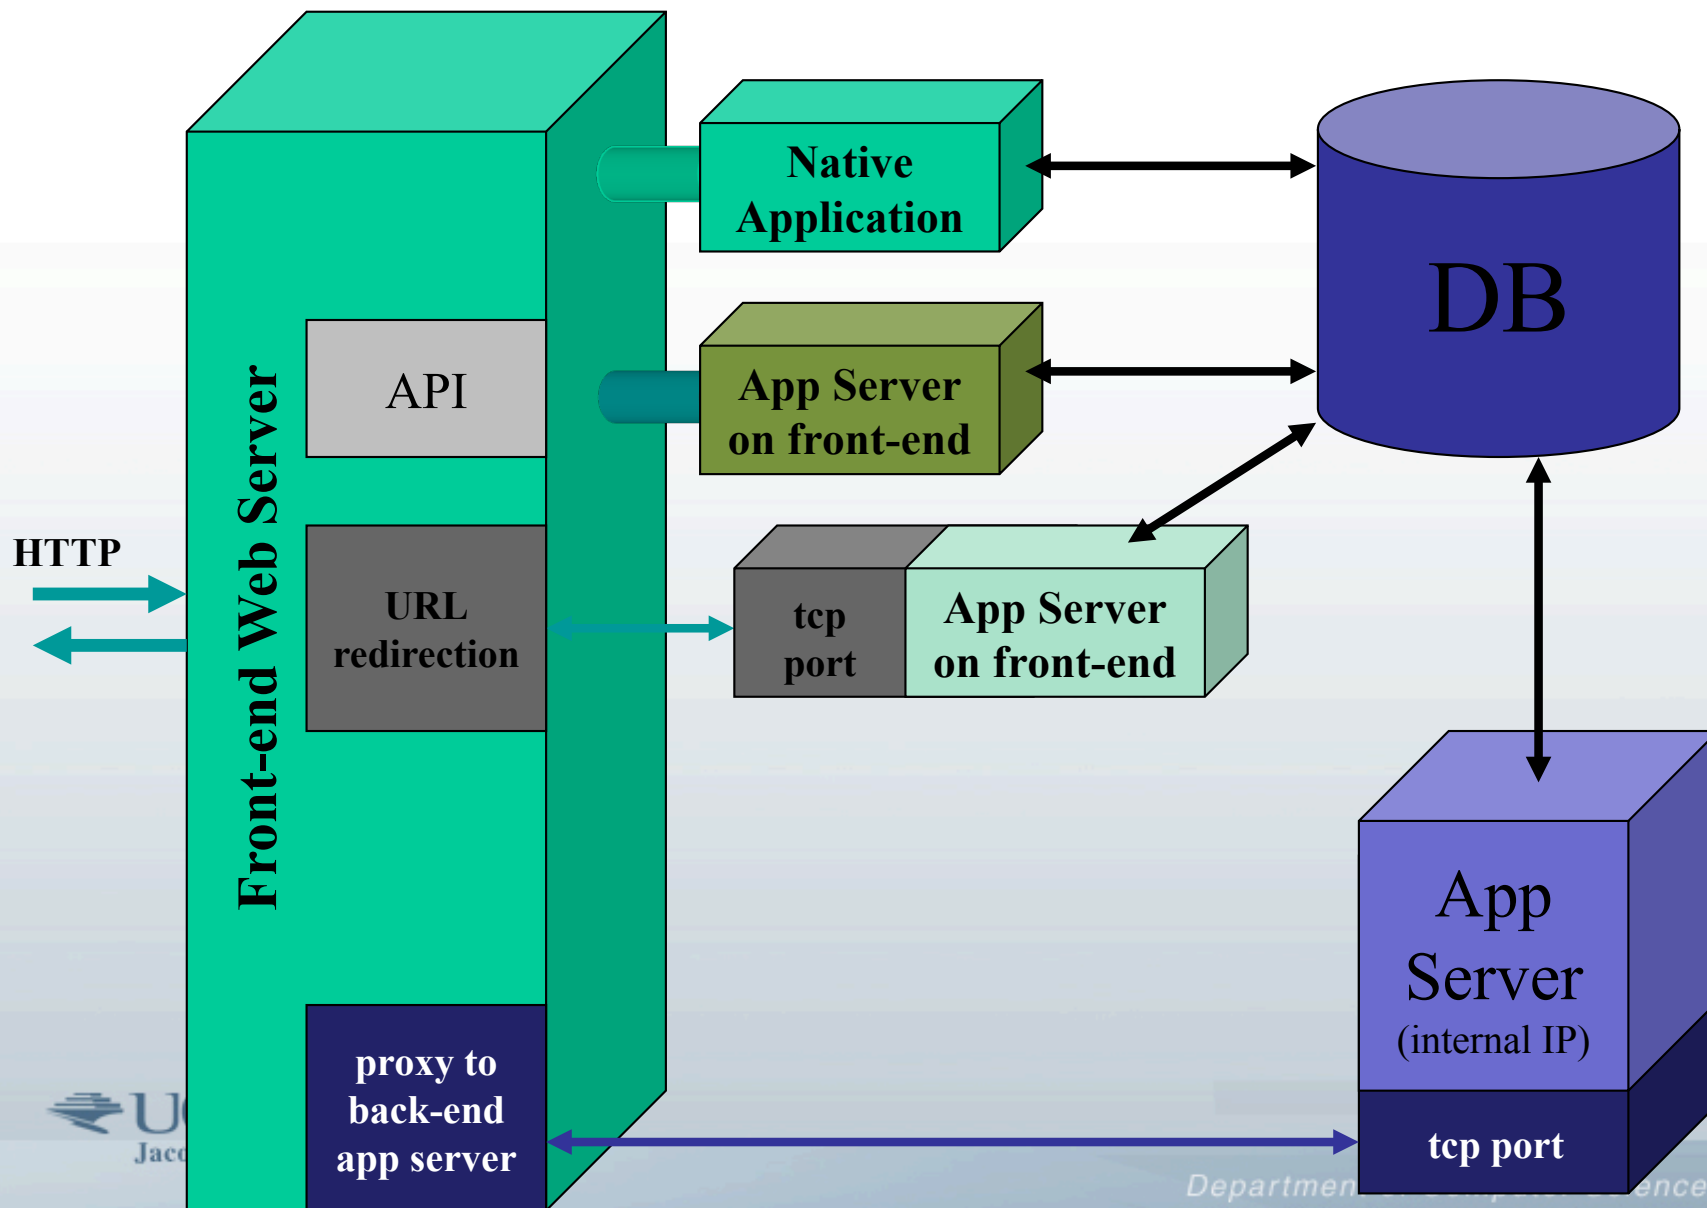 Native
Application
DB
API
App Server
on front-end
Front-end Web Server
HTTP
URL
redirection
tcp
port
App Server
on front-end
App
Server
(internal IP)
proxy to
back-end
app server
tcp port